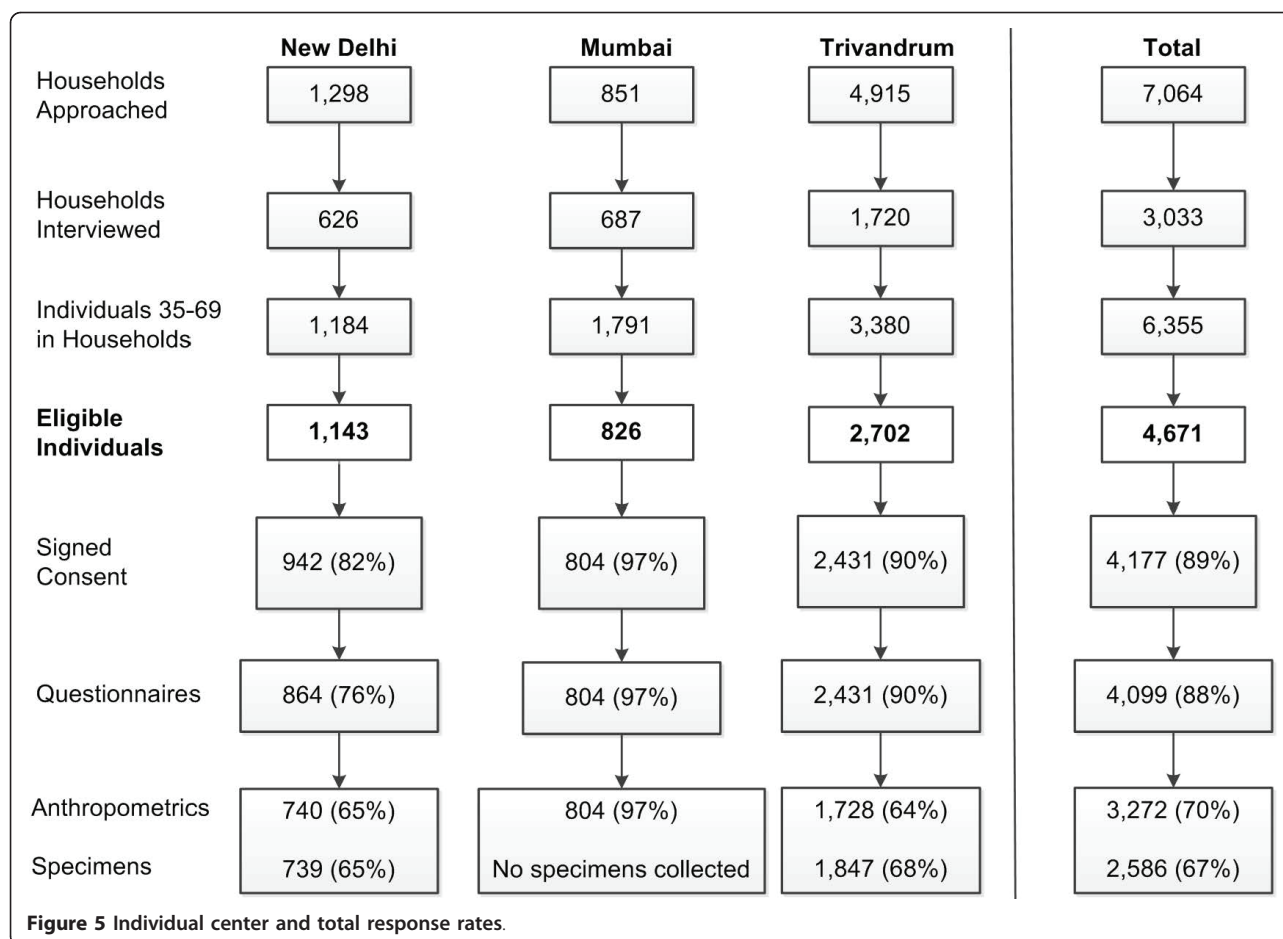 New Delhi Mumbai Trivandrum Total
Households
Approached
1,298 851 4,915 7,064
Households
Interviewed
626 687 1,720 3,033
Individuals 35-69
in Households
1,184 1,791 3,380 6,355
Eligible
Individuals
1,143 826 2,702 4,671
Signed
Consent
942 (82%) 804 (97%) 2,431 (90%) 4,177 (89%)
Questionnaires 864 (76%) 804 (97%) 2,431 (90%) 4,099 (88%)
Anthropometrics 740 (65%) 804 (97%) 1,728 (64%) 3,272 (70%)
Specimens 739 (65%) No specimens collected 1,847 (68%) 2,586 (67%)
Figure 5 Individual center and total response rates.